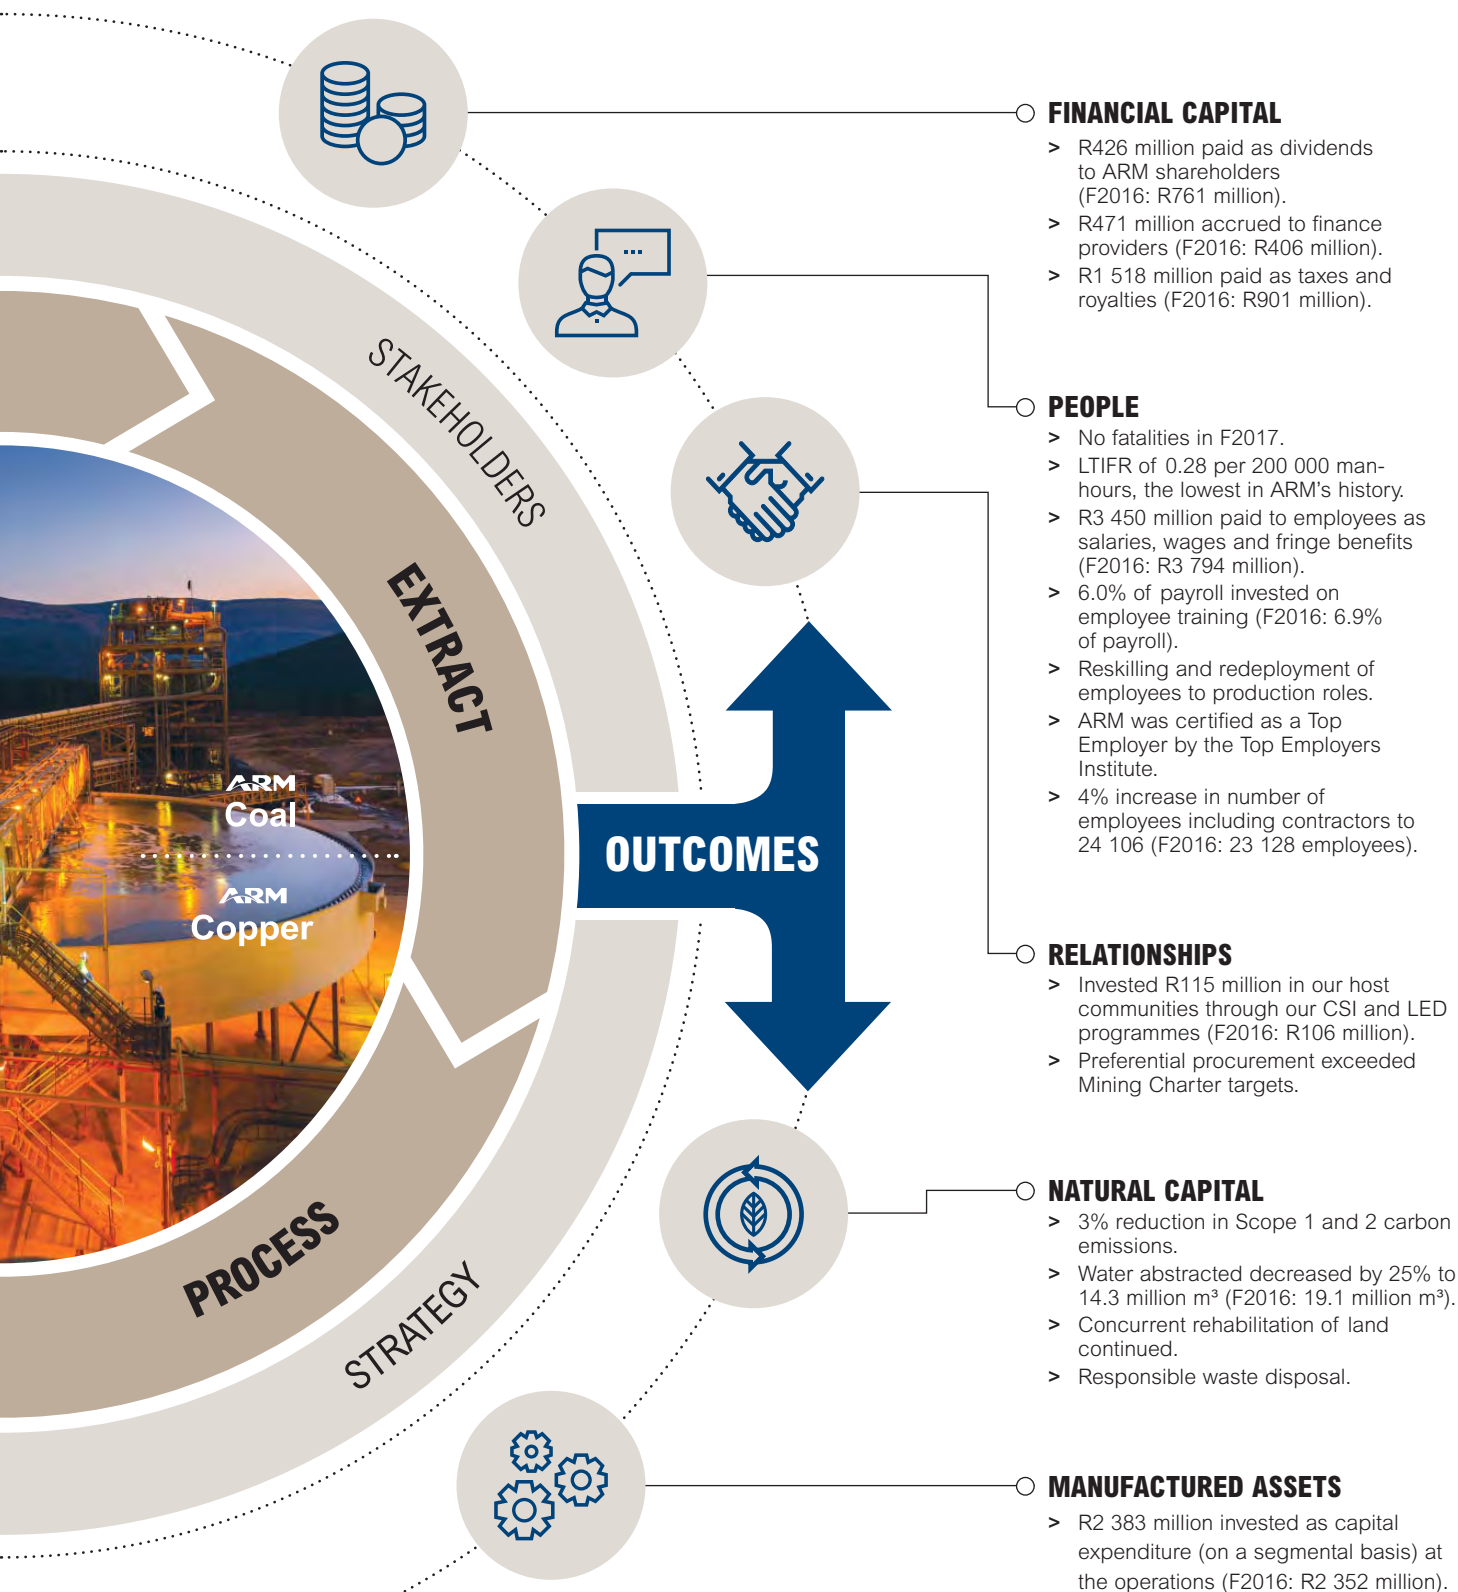 FINANCIAL CAPITAL
> R426 million paid as dividends
to ARM shareholders
(F2016: R761 million).
> R471 million accrued to finance
providers (F2016: R406 million).
> R1 518 million paid as taxes and
royalties (F2016: R901 million).
PEOPLE
> No fatalities in F2017.
> LTIFR of 0.28 per 200 000 man-
hours, the lowest in ARM's history.
> R3 450 million paid to employees as
salaries, wages and fringe benefits
(F2016: R3 794 million).
> 6.0% of payroll invested on
employee training (F2016: 6.9%
of payroll).
> Reskilling and redeployment of
employees to production roles.
> ARM was certified as a Top
Employer by the Top Employers
Institute.
> 4% increase in number of
employees including contractors to
24 106 (F2016: 23 128 employees).
RELATIONSHIPS
> Invested R115 million in our host
communities through our CSI and LED
programmes (F2016: R106 million).
> Preferential procurement exceeded
Mining Charter targets.
NATURAL CAPITAL
> 3% reduction in Scope 1 and 2 carbon
emissions.
> Water abstracted decreased by 25% to
14.3 million m³ (F2016: 19.1 million m³).
> Concurrent rehabilitation of land
continued.
> Responsible waste disposal.
MANUFACTURED ASSETS
> R2 383 million invested as capital
expenditure (on a segmental basis) at
the operations (F2016: R2 352 million).
STAKEHOLDERS
EXTRACT
ARM
Coal
ARM
Copper
OUTCOMES
PROCESS
STRATEGY